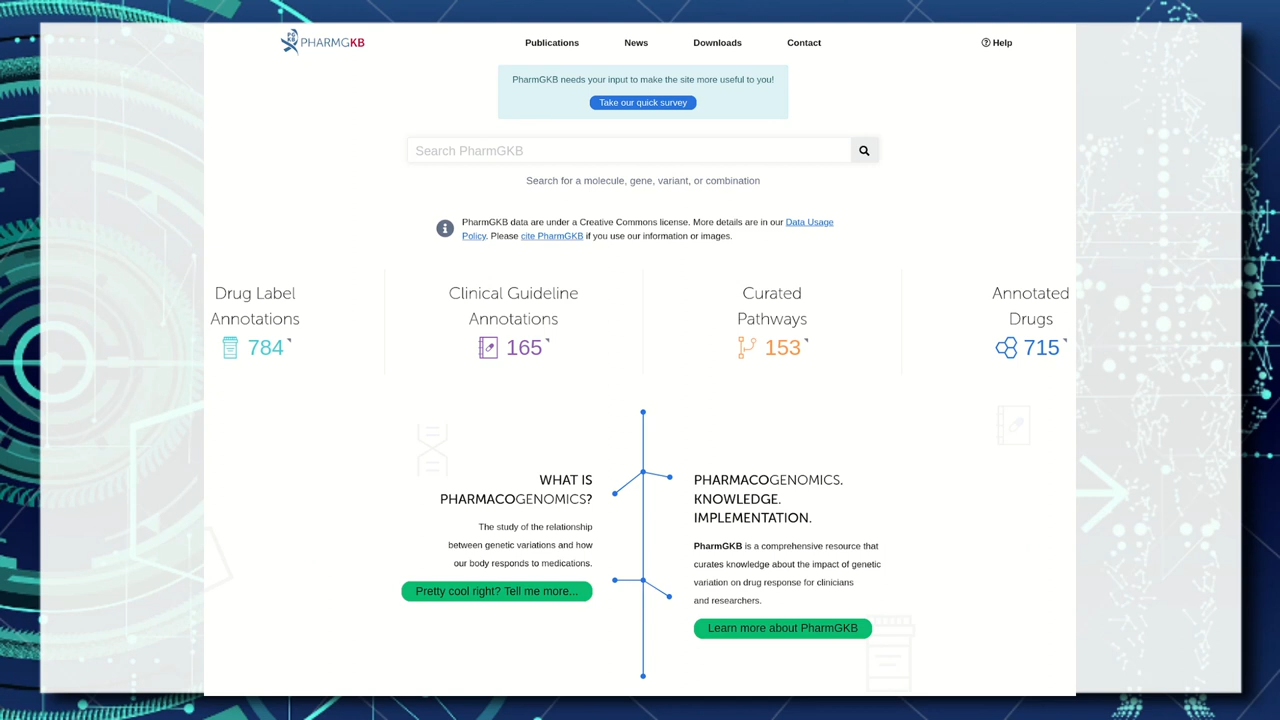 PHARMGKB
Publications
News
Downloads
Contact
Help
PharmGKB needs your input to make the site more useful to you!
Take our quick survey
Search PharmGKB
Search for a molecule, gene, variant, or combination
PharmGKB data are under a Creative Commons license. More details are in our Data Usage
Policy. Please cite PharmGKB if you use our information or images.
Drug Label
Annotations
784
Clinical Guideline
Annotations
165
Curated
Pathways
153
Annotated
Drugs
715
WHAT IS
PHARMACOGENOMICS?
The study of the relationship
between genetic variations and how
our body responds to medications.
Pretty cool right? Tell me more...
PHARMACOGENOMICS.
KNOWLEDGE.
IMPLEMENTATION.
PharmGKB is a comprehensive resource that
curates knowledge about the impact of genetic
variation on drug response for clinicians
and researchers.
Learn more about PharmGKB